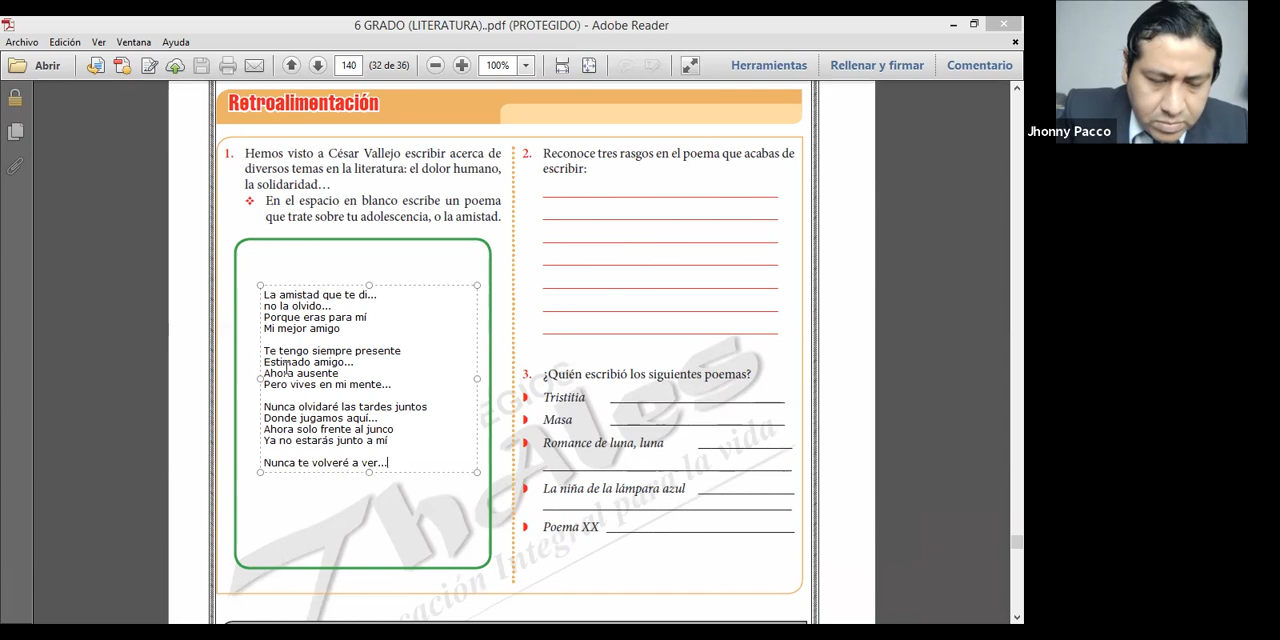 6 GRADO (LITERATURA)..pdf (PROTEGIDO) - Adobe Reader
Archivo Edición Ver Ventana Ayuda
Abrir 140 (32 de 36) 100% Herramientas Rellenar y firmar Comentario
Retroalimentación
1. Hemos visto a César Vallejo escribir acerca de
diversos temas en la literatura: el dolor humano,
la solidaridad…
❖ En el espacio en blanco escribe un poema
que trate sobre tu adolescencia, o la amistad.
La amistad que te di...
no la olvido...
Porque eras para mí
Mi mejor amigo
Te tengo siempre presente
Estimado amigo...
Ahora ausente
Pero vives en mi mente...
Nunca olvidaré las tardes juntos
Donde jugamos aquí...
Ahora solo frente al junco
Ya no estarás junto a mí
Nunca te volveré a ver...
2. Reconoce tres rasgos en el poema que acabas de
escribir:
3. ¿Quién escribió los siguientes poemas?
Tristitia
Masa
Romance de luna, luna
La niña de la lámpara azul
Poema XX
Thales
Integral para la vida
Jhonny Pacco